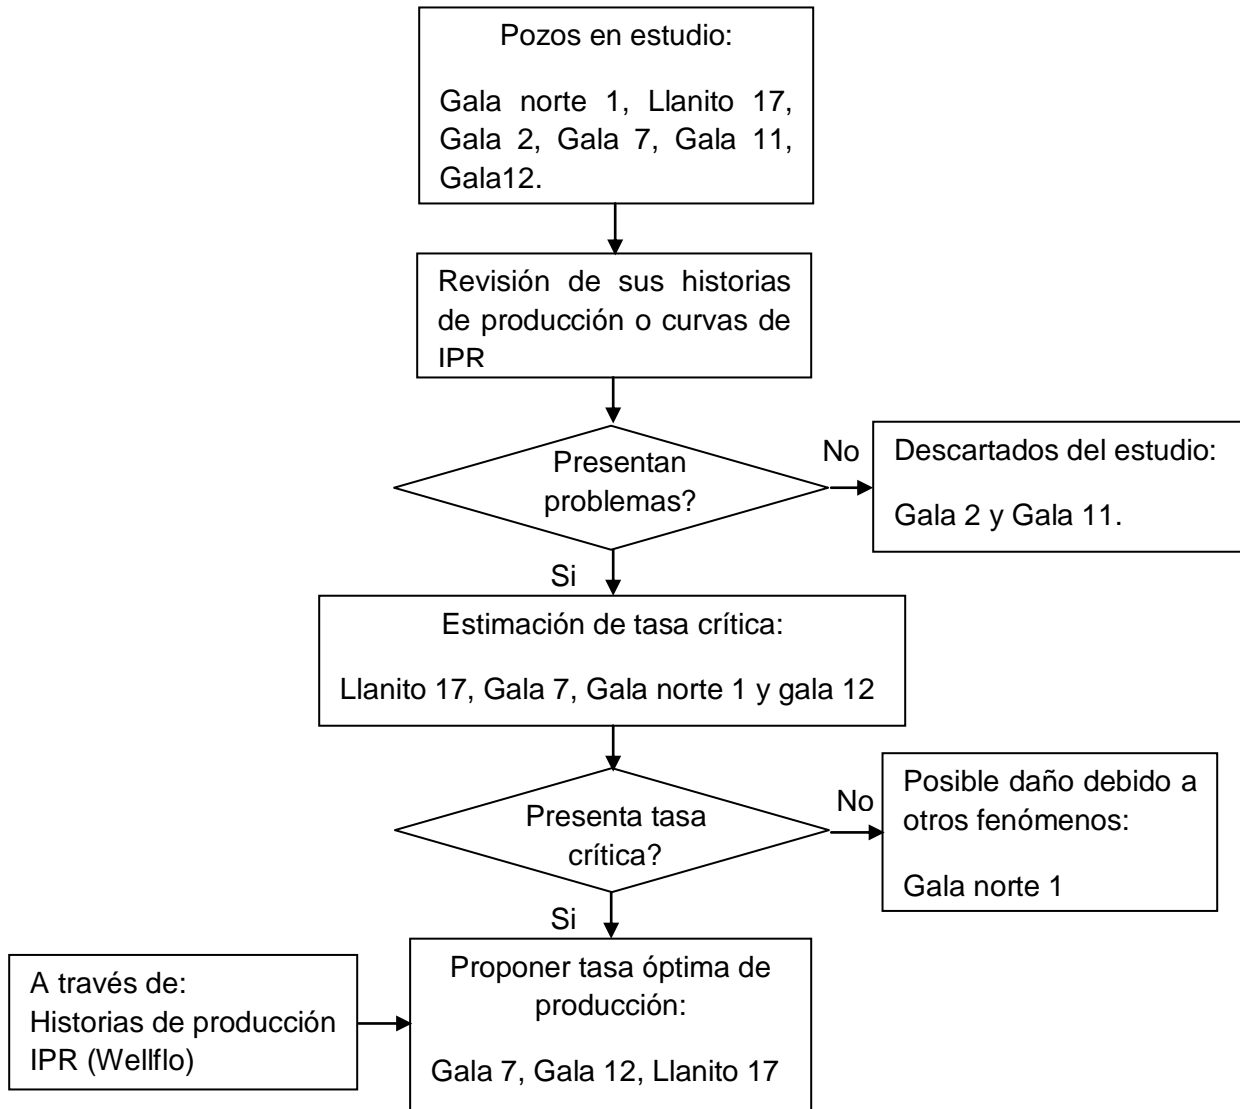 Pozos en estudio:
Gala norte 1, Llanito 17,
Gala 2, Gala 7, Gala 11,
Gala12.
Revisión de sus historias
de producción o curvas de
IPR
Presentan
problemas?
No
Descartados del estudio:
Gala 2 y Gala 11.
Si
Estimación de tasa crítica:
Llanito 17, Gala 7, Gala norte 1 y gala 12
Presenta tasa
crítica?
No
Posible daño debido a
otros fenómenos:
Gala norte 1
Si
A través de:
Historias de producción
IPR (Wellflo)
Proponer tasa óptima de
producción:
Gala 7, Gala 12, Llanito 17